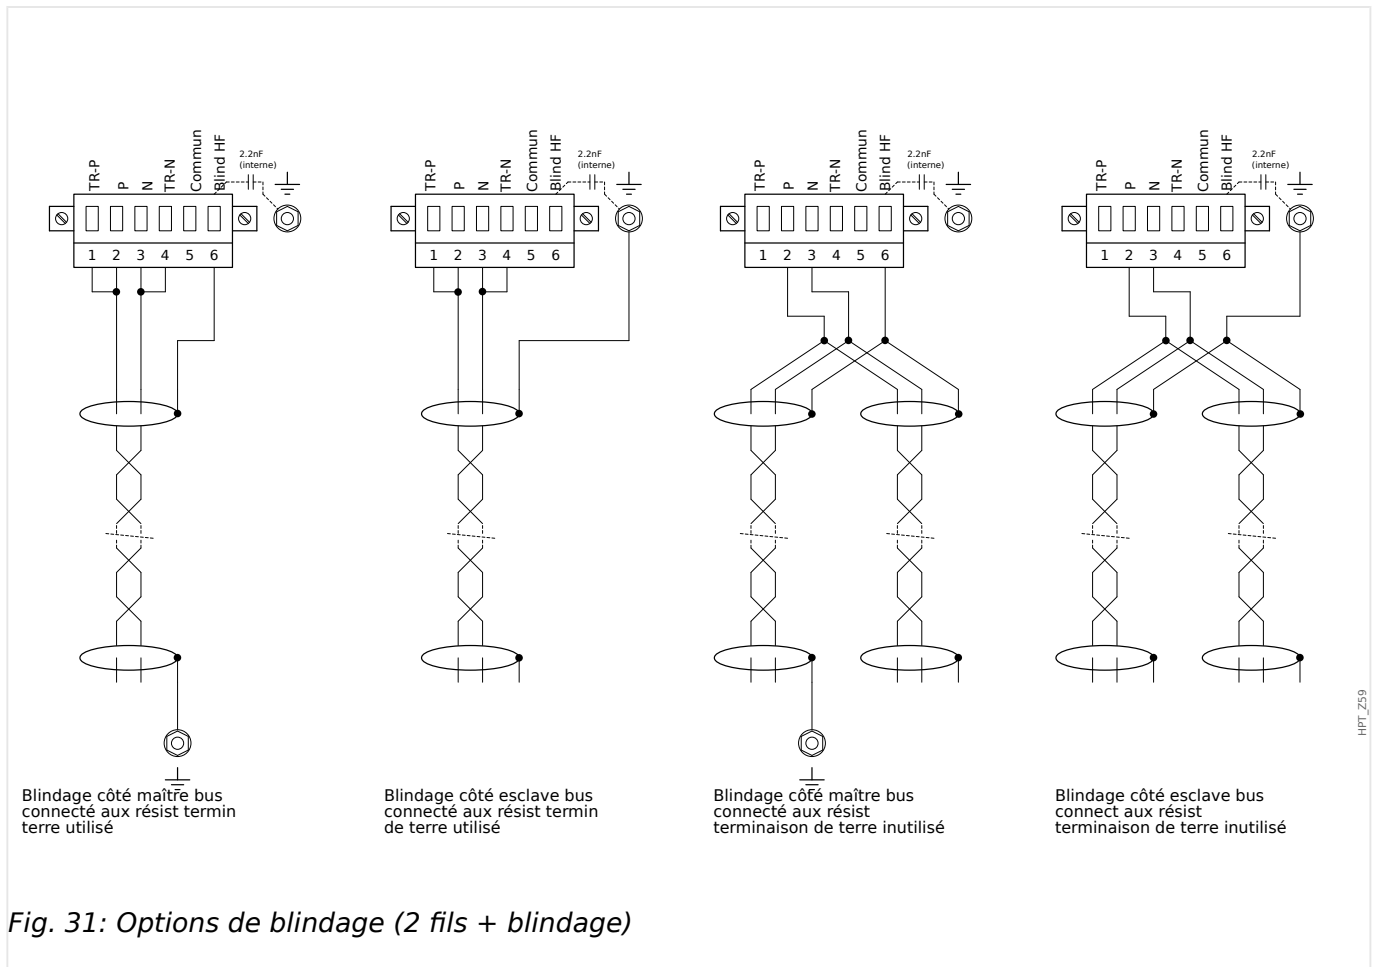 TR-P P N TR-N Commun Blind HF 2.2nF (interne)
1 2 3 4 5 6
TR-P P N TR-N Commun Blind HF 2.2nF (interne)
1 2 3 4 5 6
TR-P P N TR-N Commun Blind HF 2.2nF (interne)
1 2 3 4 5 6
TR-P P N TR-N Commun Blind HF 2.2nF (interne)
1 2 3 4 5 6
HPT_Z59
Blindage côté maître bus
connecté aux résist termin
terre utilisé
Blindage côté esclave bus
connecté aux résist termin
de terre utilisé
Blindage côté maître bus
connecté aux résist
terminaison de terre inutilisé
Blindage côté esclave bus
connect aux résist
terminaison de terre inutilisé
Fig. 31: Options de blindage (2 fils + blindage)